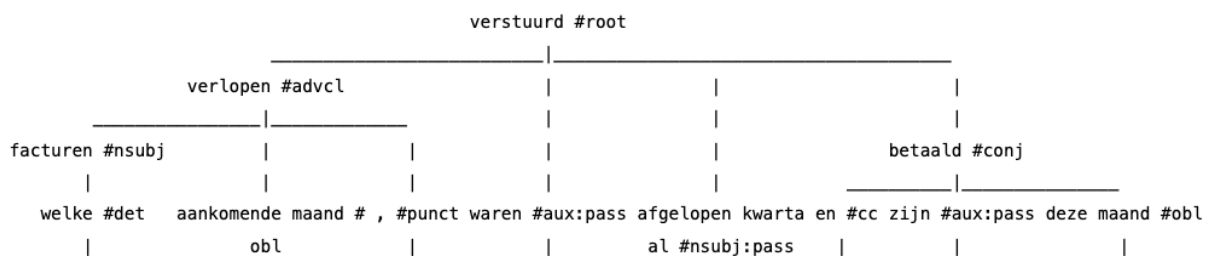 verstuurd #root
verlopen #advcl
facturen #nsubj betaald #conj
welke #det aankomende maand # , #punct waren #aux:pass afgelopen kwarta en #cc zijn #aux:pass deze maand #obl
obl al #nsubj:pass